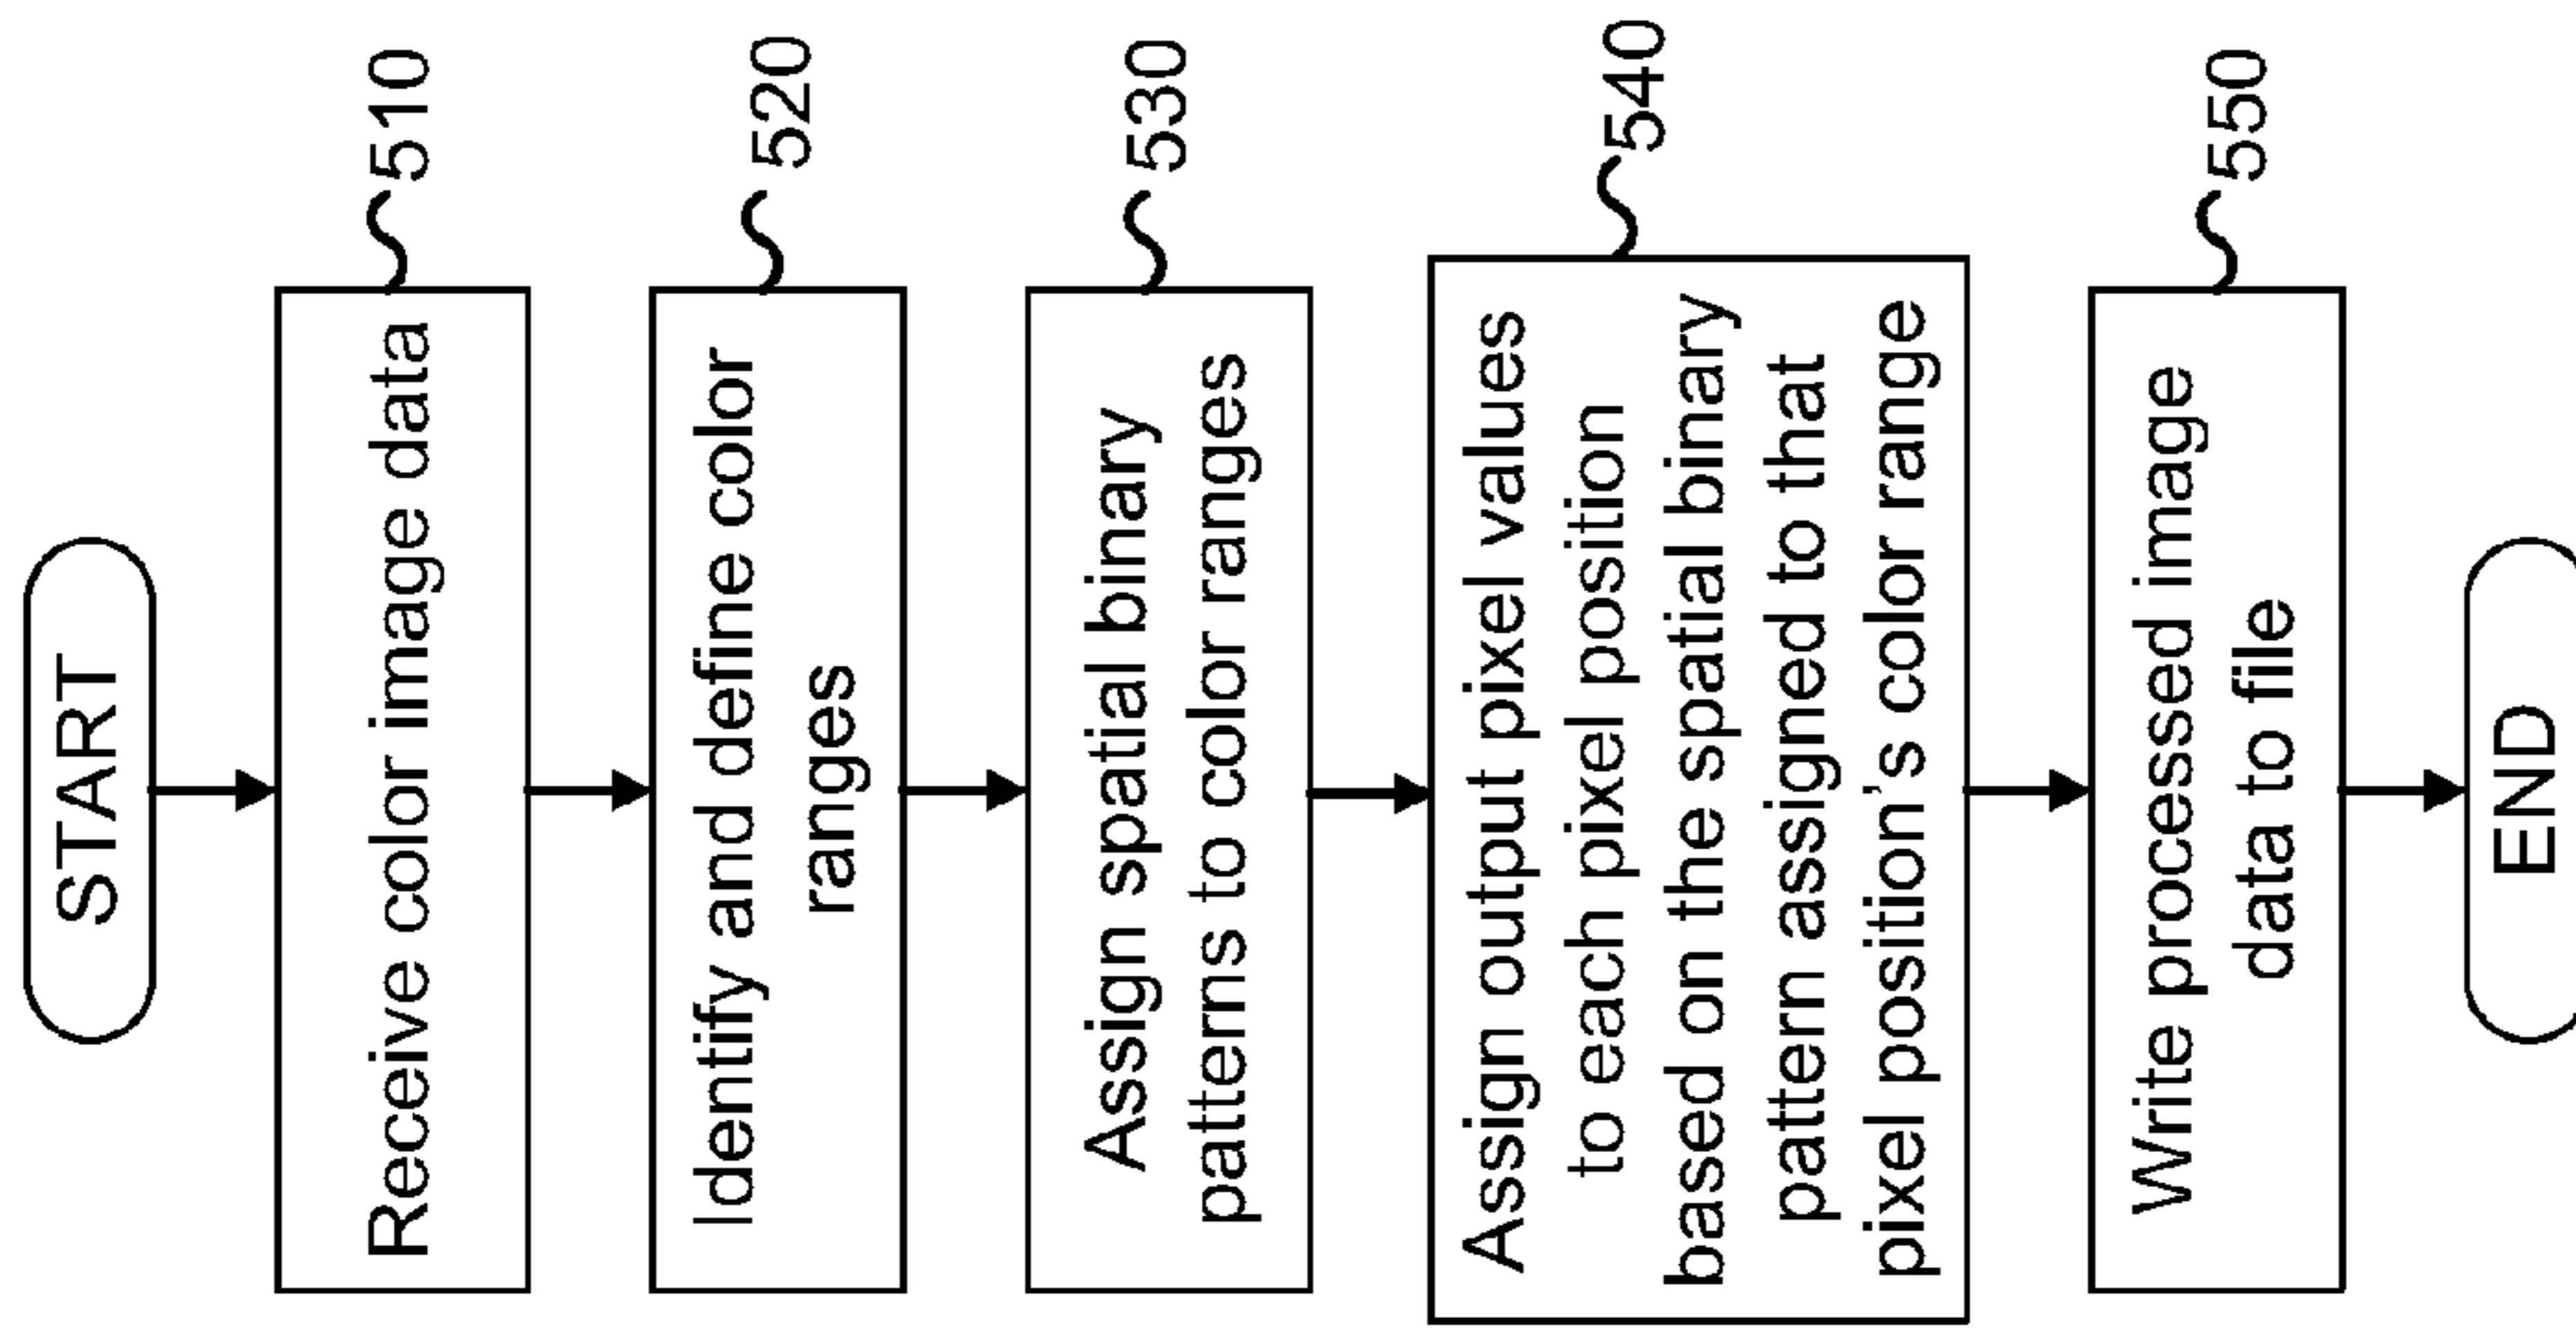 START
Receive color image data
510
Identify and define color
ranges
520
Assign spatial binary
patterns to color ranges
530
Assign output pixel values
to each pixel position
based on the spatial binary
pattern assigned to that
pixel position's color range
540
Write processed image
data to file
550
END